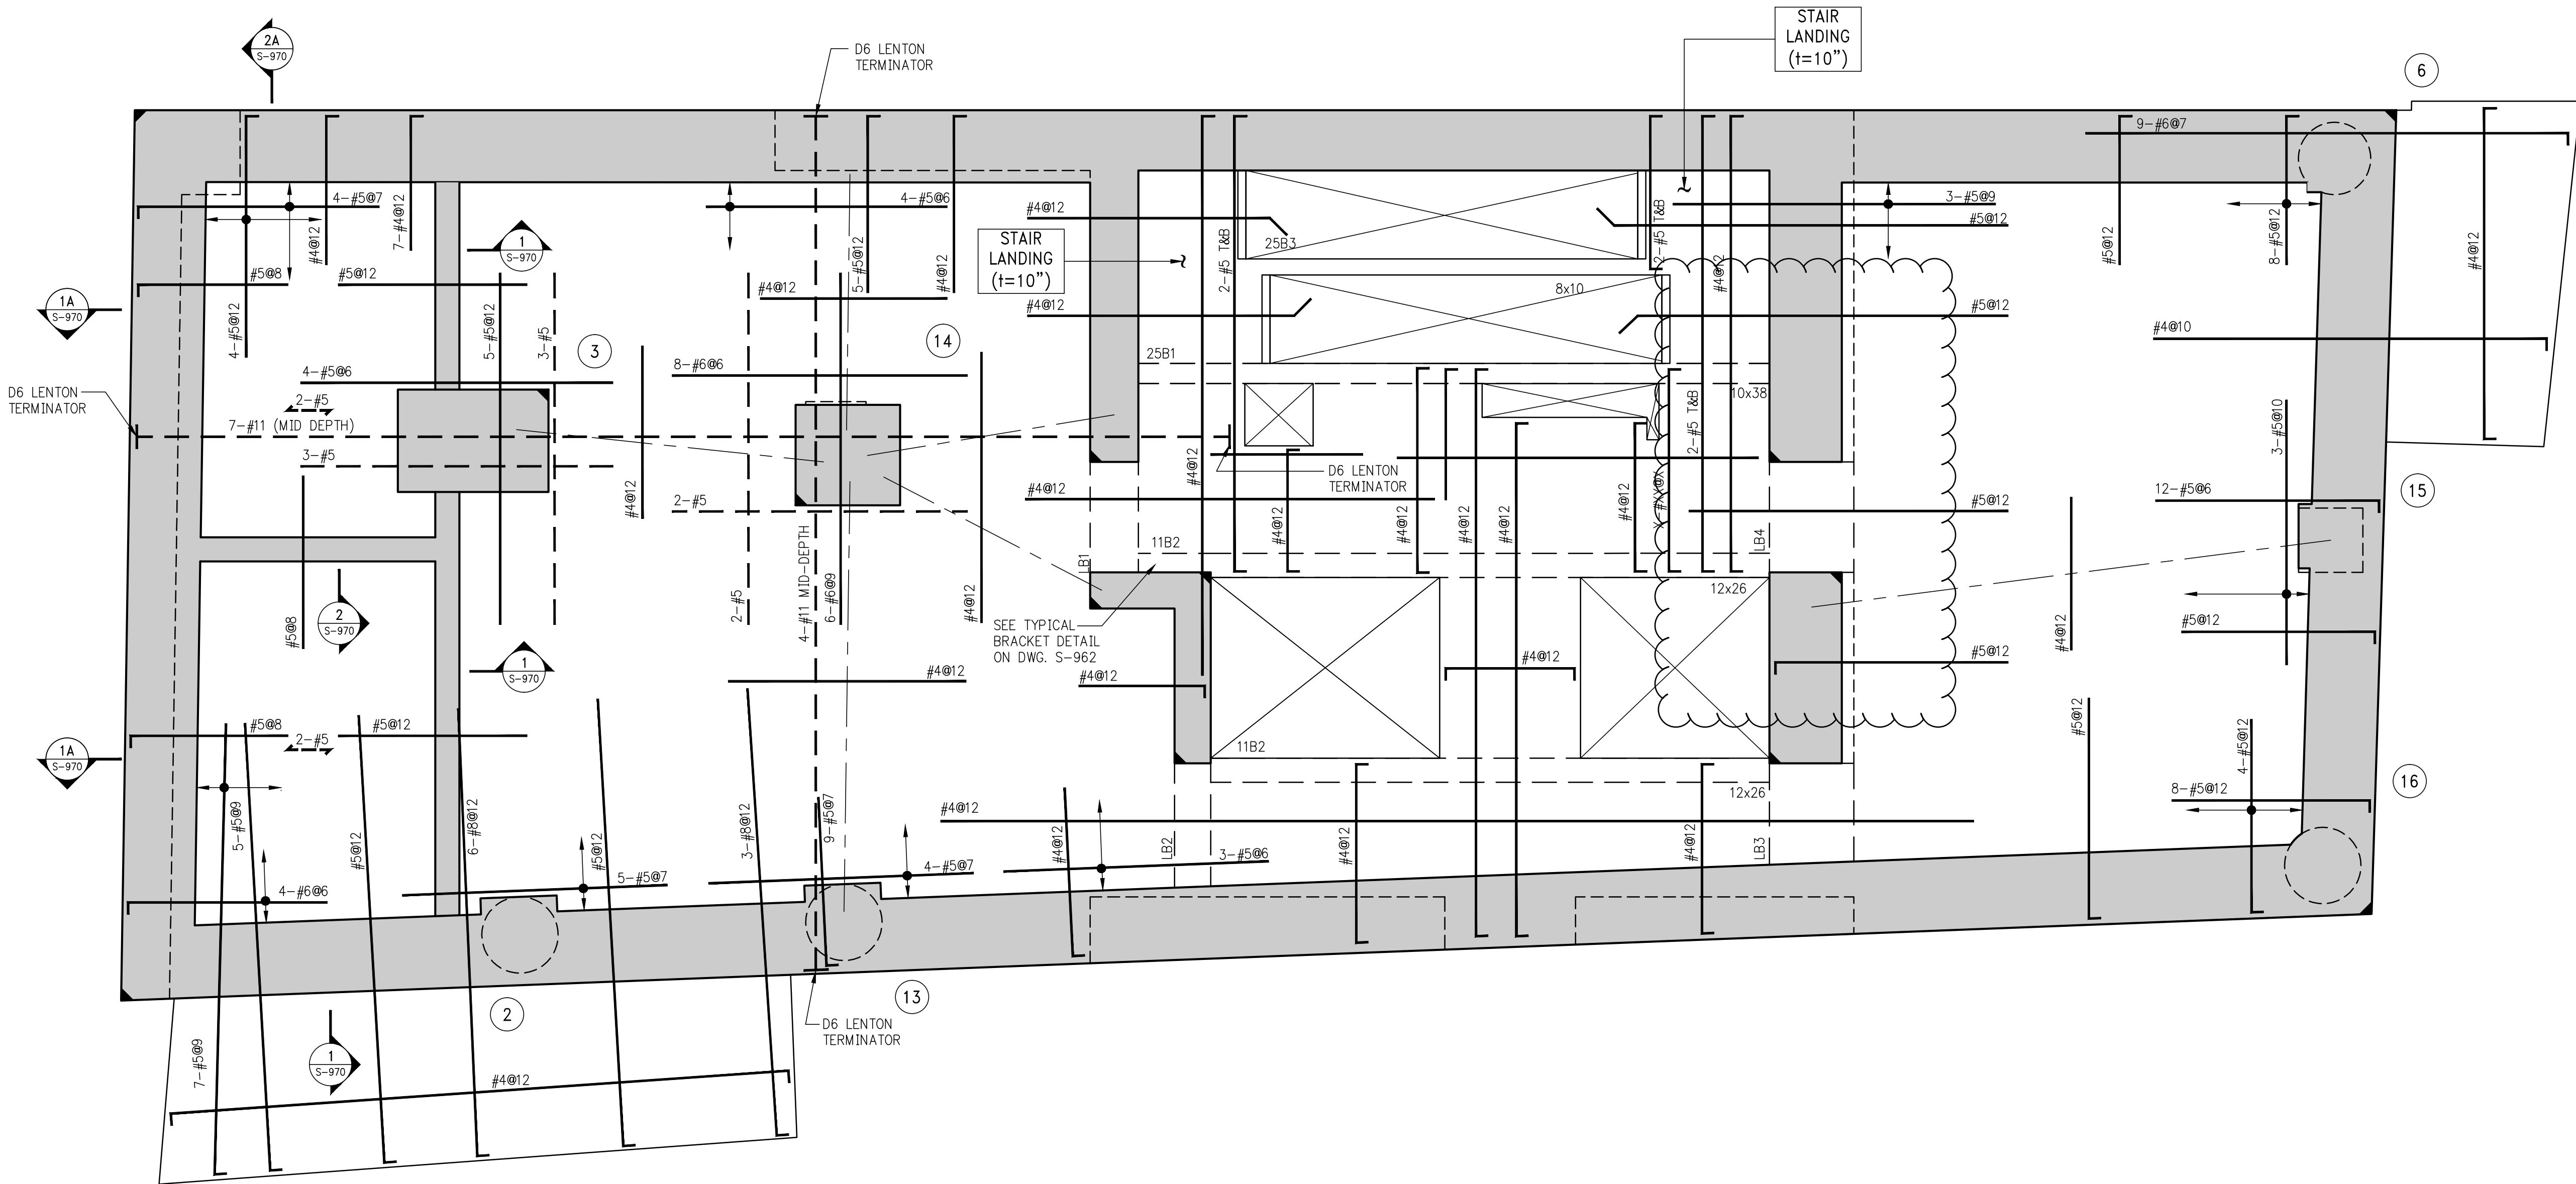 2A
S-970
D6 LENTON
TERMINATOR
STAIR
LANDING
(t=10")
6
9-#6@7
4-#5@7
#4@12
7-#4@12
4-#5@6
5-#5@12
#4@12
#4@12
2-#5 T&B
25B3
2-#5 T&B
#4@12
3-#5@9
#5@12
#5@12
8-#5@12
#4@12
1
S-970
STAIR
LANDING
(t=10")
#5@8
#5@12
#4@12
8x10
1A
S-970
4-#5@12
5-#5@12
3-#5
3
14
#4@12
#5@12
#4@10
25B1
4-#5@6
8-#6@6
D6 LENTON
TERMINATOR
2-#5
7-#11 (MID DEPTH)
3-#5
10x38
2-#5 T&B
3-#5@10
D6 LENTON
TERMINATOR
#4@12
#4@12
2-#5
#4@12
#4@12
#4@12
#4@12
#4@12
#4@12
X-#XX@X
#5@12
12-#5@6
15
LB1
11B2
LB4
4-#11 MID-DEPTH
6-#6@9
2-#5
#4@12
#5@8
2
S-970
1
S-970
SEE TYPICAL
BRACKET DETAIL
ON DWG. S-962
12x26
#4@12
#5@12
#4@12
#4@12
#4@12
#5@12
#5@8
2-#5
#5@12
11B2
#5@12
4-#5@12
1A
S-970
12x26
8-#5@12
16
5-#5@9
#5@12
6-#8@12
#5@12
3-#8@12
9-#5@7
#4@12
#4@12
LB2
#4@12
#4@12
LB3
3-#5@6
4-#5@7
5-#5@7
4-#6@6
2
13
D6 LENTON
TERMINATOR
7-#5@9
1
S-970
#4@12